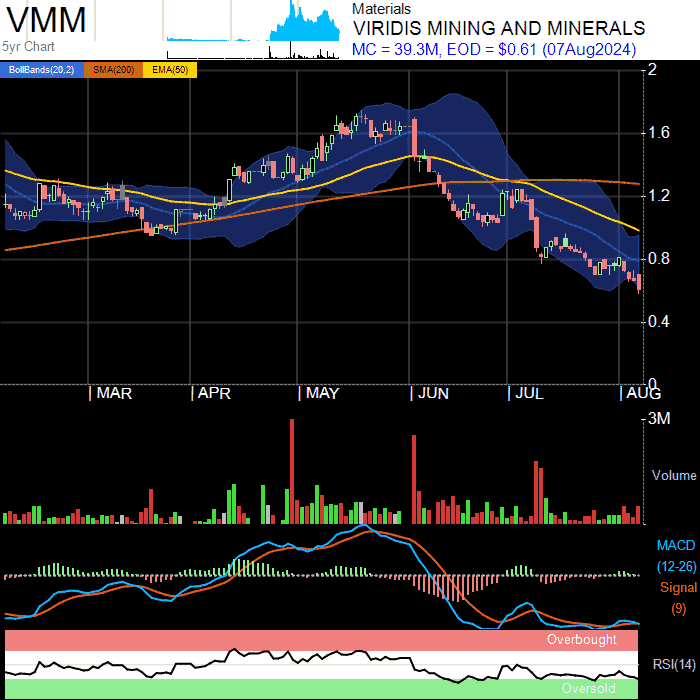 VMM
5yr Chart
Materials
VIRIDIS MINING AND MINERALS
MC = 39.3M, EOD = $0.61 (07Aug2024)
BollBands(20,2) SMA(200) EMA(50)
2
1.6
1.2
0.8
0.4
0
MAR APR MAY JUN JUL AUG
3M
Volume
MACD
(12-26)
Signal
(9)
Overbought
RSI(14)
Oversold